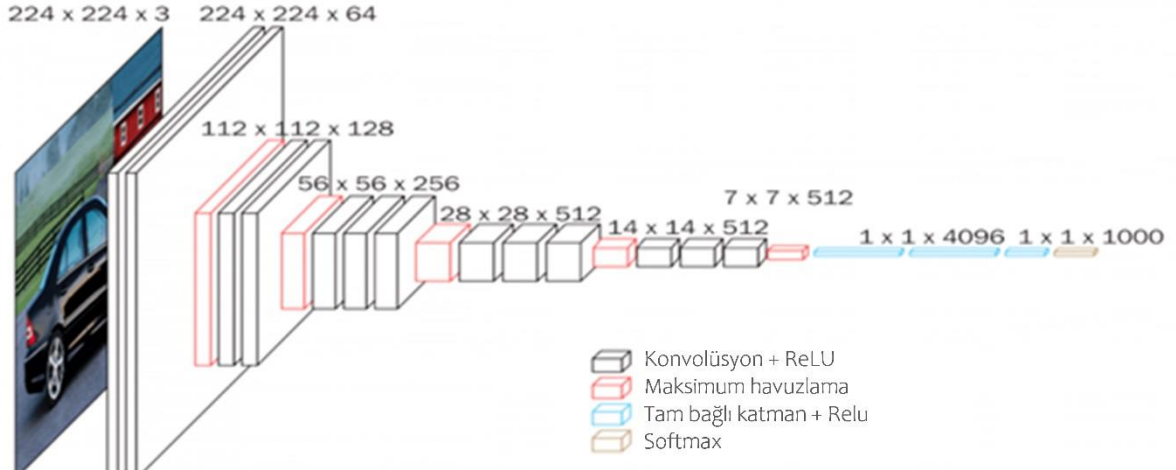 224 x 224 x 3
224 x 224 x 64
112 x 112 x 128
56 x 56 x 256
28 x 28 x 512
14 x 14 x 512
7 x 7 x 512
1 x 1 x 4096
1 x 1 x 1000
Konvolüsyon + ReLU
Maksimum havuzlama
Tam bağlı katman + Relu
Softmax